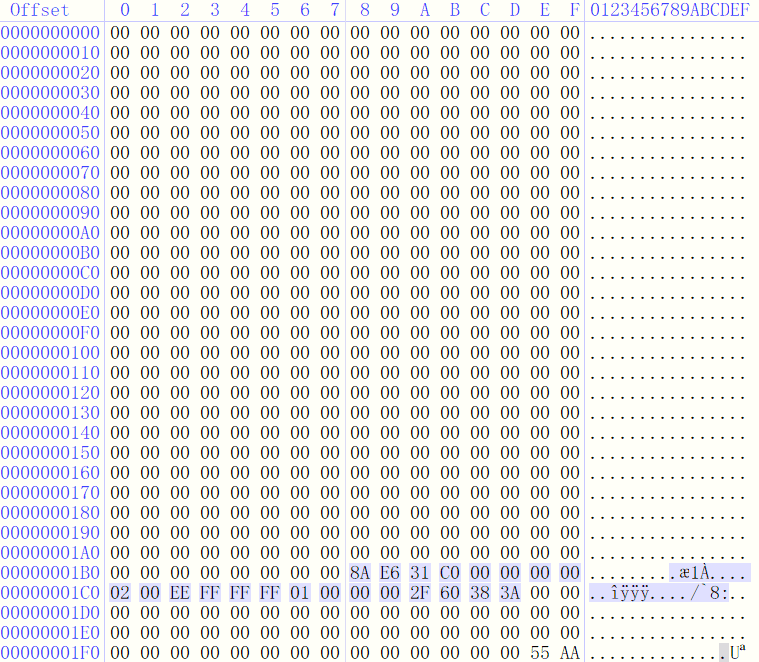 Offset 0 1 2 3 4 5 6 7 8 9 A B C D E F 0123456789ABCDEF
0000000000 00 00 00 00 00 00 00 00 00 00 00 00 00 00 00 00 ................
0000000010 00 00 00 00 00 00 00 00 00 00 00 00 00 00 00 00 ................
0000000020 00 00 00 00 00 00 00 00 00 00 00 00 00 00 00 00 ................
0000000030 00 00 00 00 00 00 00 00 00 00 00 00 00 00 00 00 ................
0000000040 00 00 00 00 00 00 00 00 00 00 00 00 00 00 00 00 ................
0000000050 00 00 00 00 00 00 00 00 00 00 00 00 00 00 00 00 ................
0000000060 00 00 00 00 00 00 00 00 00 00 00 00 00 00 00 00 ................
0000000070 00 00 00 00 00 00 00 00 00 00 00 00 00 00 00 00 ................
0000000080 00 00 00 00 00 00 00 00 00 00 00 00 00 00 00 00 ................
0000000090 00 00 00 00 00 00 00 00 00 00 00 00 00 00 00 00 ................
00000000A0 00 00 00 00 00 00 00 00 00 00 00 00 00 00 00 00 ................
00000000B0 00 00 00 00 00 00 00 00 00 00 00 00 00 00 00 00 ................
00000000C0 00 00 00 00 00 00 00 00 00 00 00 00 00 00 00 00 ................
00000000D0 00 00 00 00 00 00 00 00 00 00 00 00 00 00 00 00 ................
00000000E0 00 00 00 00 00 00 00 00 00 00 00 00 00 00 00 00 ................
00000000F0 00 00 00 00 00 00 00 00 00 00 00 00 00 00 00 00 ................
0000000100 00 00 00 00 00 00 00 00 00 00 00 00 00 00 00 00 ................
0000000110 00 00 00 00 00 00 00 00 00 00 00 00 00 00 00 00 ................
0000000120 00 00 00 00 00 00 00 00 00 00 00 00 00 00 00 00 ................
0000000130 00 00 00 00 00 00 00 00 00 00 00 00 00 00 00 00 ................
0000000140 00 00 00 00 00 00 00 00 00 00 00 00 00 00 00 00 ................
0000000150 00 00 00 00 00 00 00 00 00 00 00 00 00 00 00 00 ................
0000000160 00 00 00 00 00 00 00 00 00 00 00 00 00 00 00 00 ................
0000000170 00 00 00 00 00 00 00 00 00 00 00 00 00 00 00 00 ................
0000000180 00 00 00 00 00 00 00 00 00 00 00 00 00 00 00 00 ................
0000000190 00 00 00 00 00 00 00 00 00 00 00 00 00 00 00 00 ................
00000001A0 00 00 00 00 00 00 00 00 00 00 00 00 00 00 00 00 ................
00000001B0 00 00 00 00 00 00 00 00 8A E6 31 C0 00 00 00 00 .........æ1À....
00000001C0 02 00 EE FF FF FF 01 00 00 00 2F 60 38 3A 00 00 ..îÿÿÿ..../`8:..
00000001D0 00 00 00 00 00 00 00 00 00 00 00 00 00 00 00 00 ................
00000001E0 00 00 00 00 00 00 00 00 00 00 00 00 00 00 00 00 ................
00000001F0 00 00 00 00 00 00 00 00 00 00 00 00 00 00 55 AA ..............Uª